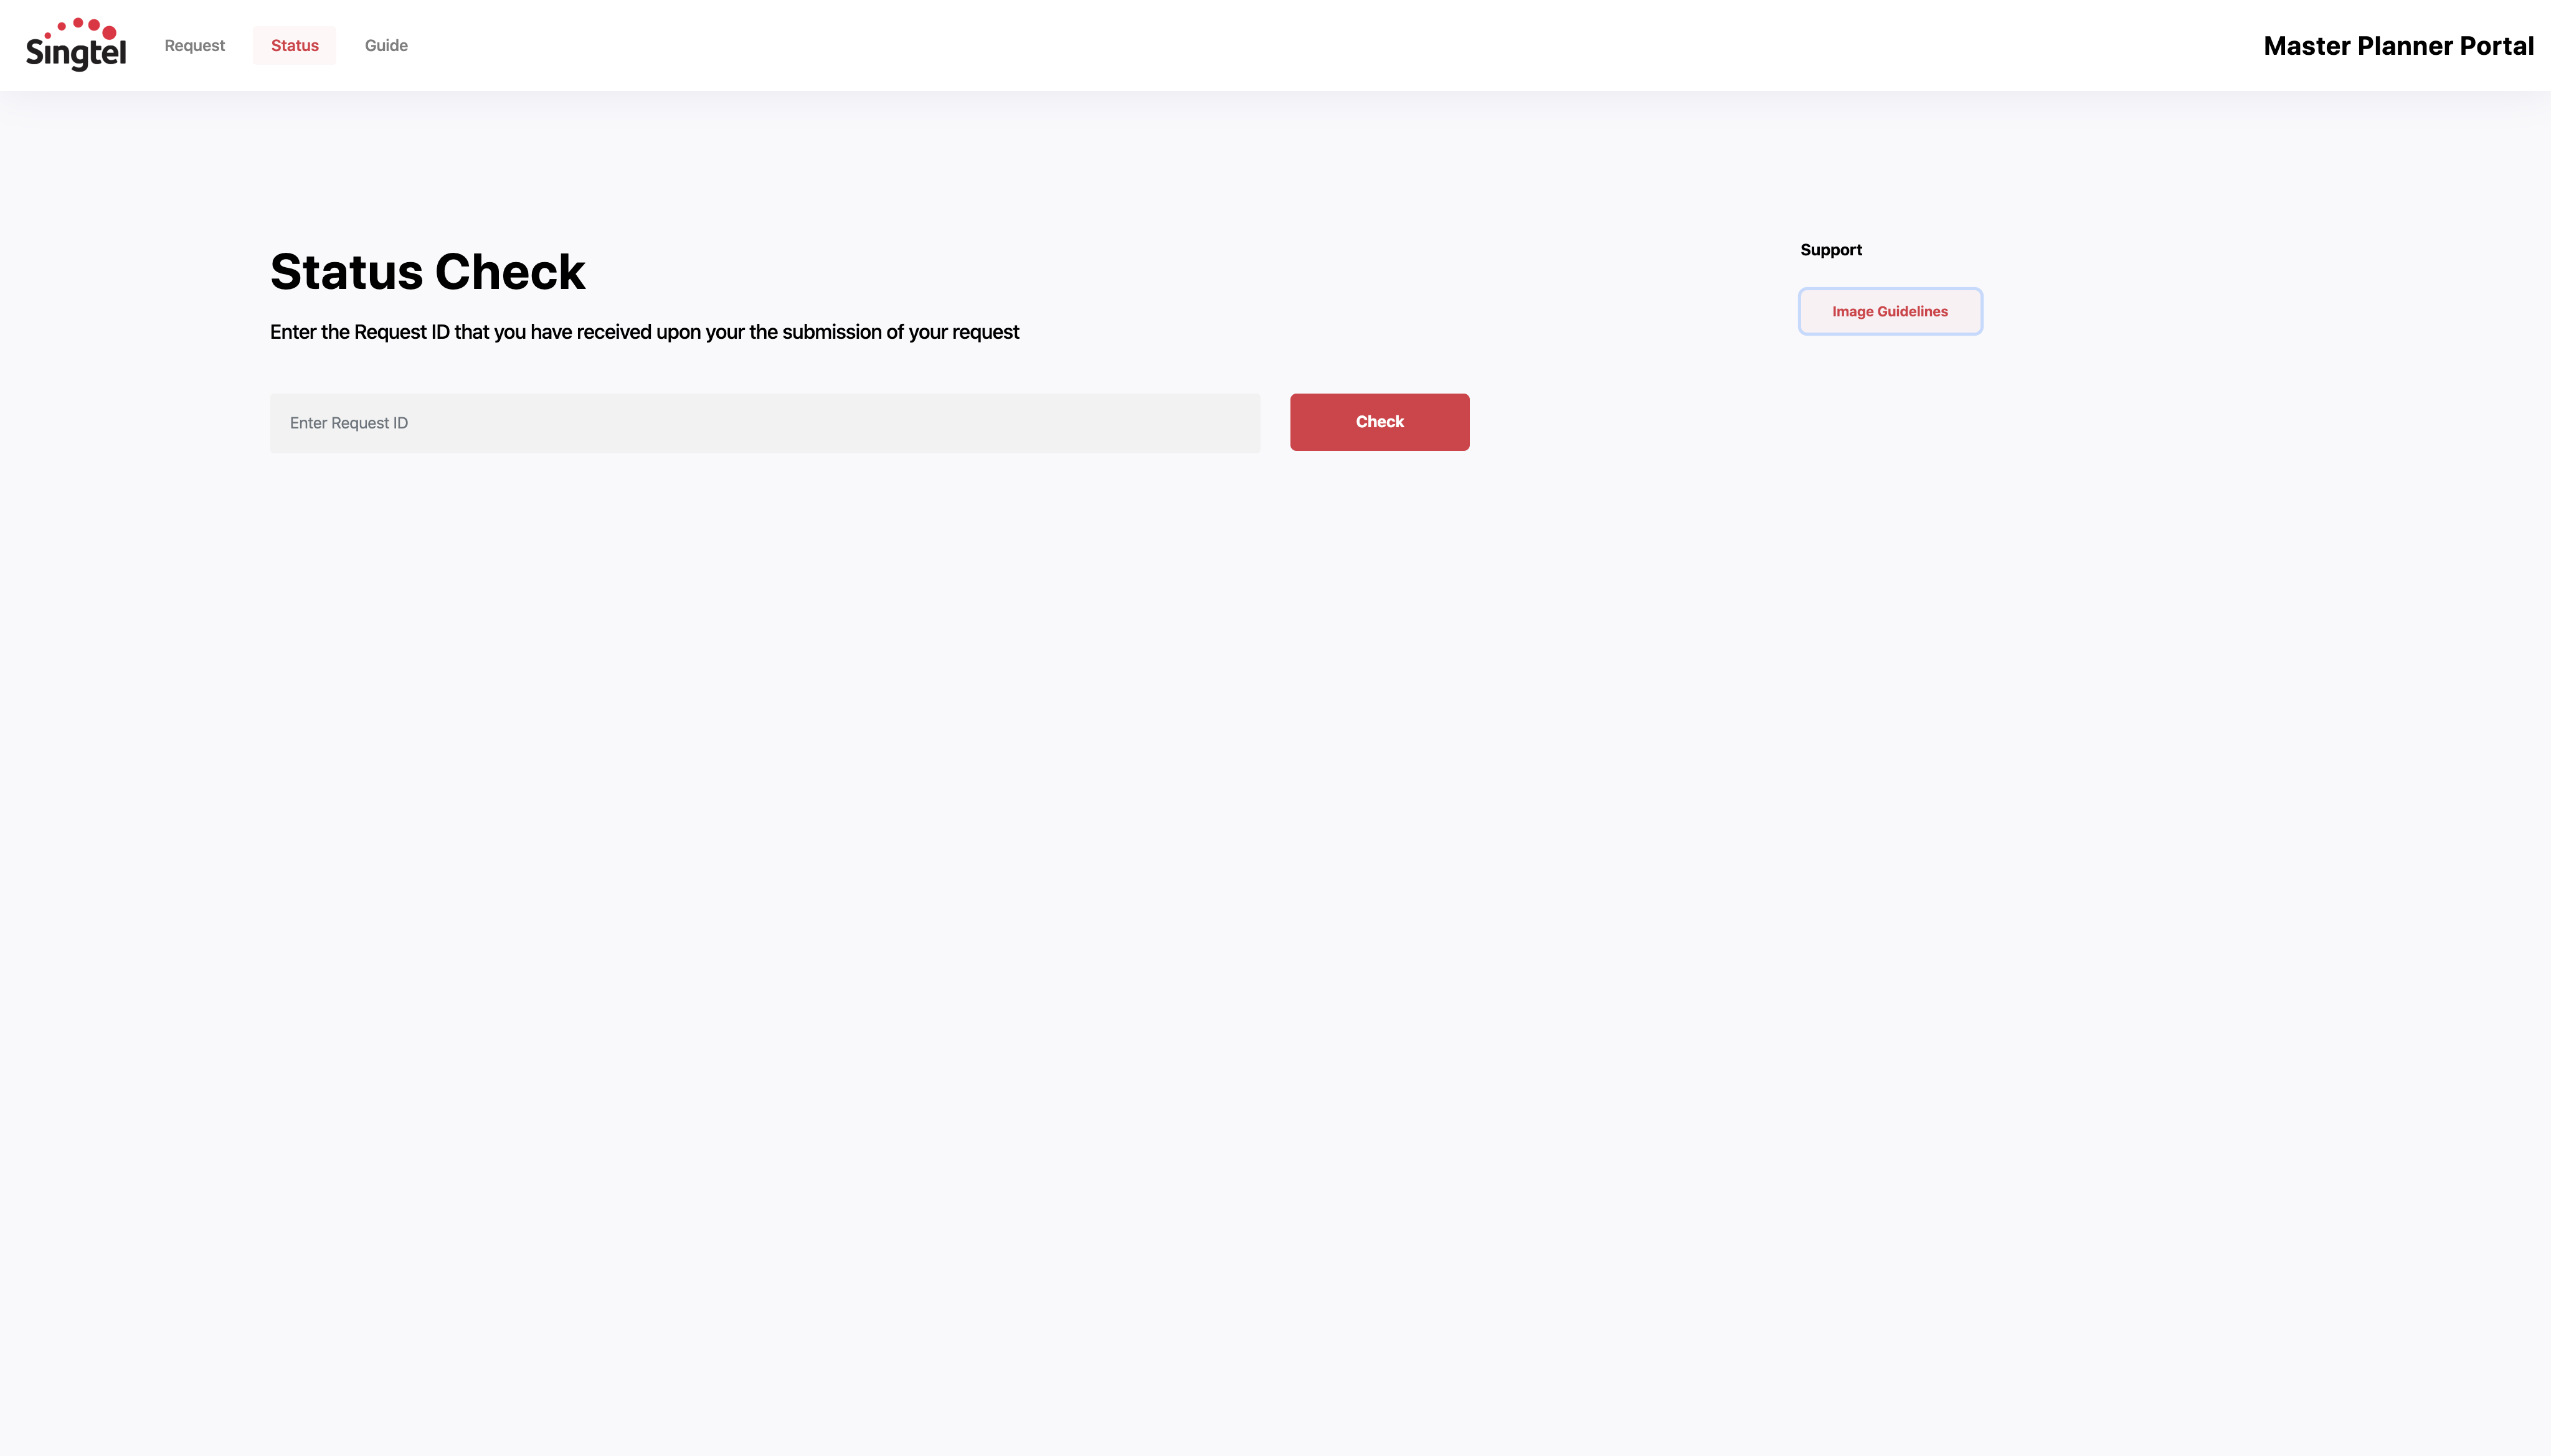 Singtel
Request
Status
Guide
Master Planner Portal
Status Check
Enter the Request ID that you have received upon your the submission of your request
Enter Request ID
Check
Support
Image Guidelines